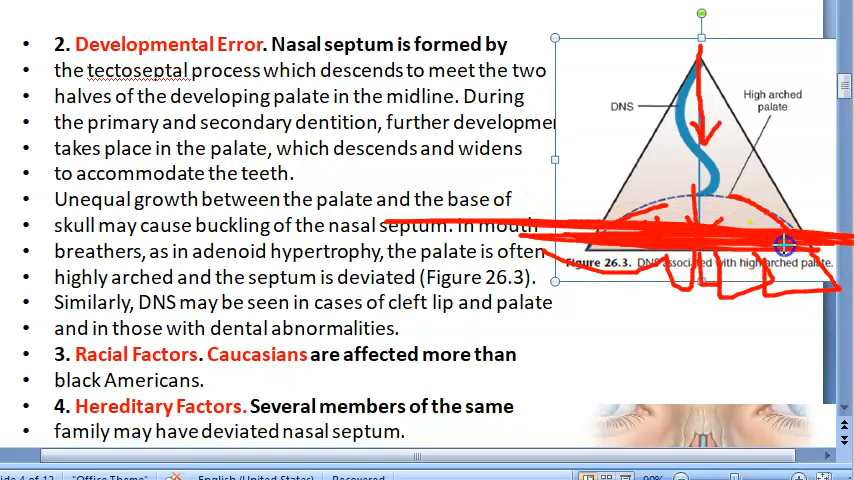 2. Developmental Error. Nasal septum is formed by
the tectoseptal process which descends to meet the two
halves of the developing palate in the midline. During
the primary and secondary dentition, further developmen
takes place in the palate, which descends and widens
to accommodate the teeth.
Unequal growth between the palate and the base of
skull may cause buckling of the nasal septum. In mouth
breathers, as in adenoid hypertrophy, the palate is often
highly arched and the septum is deviated (Figure 26.3).
Similarly, DNS may be seen in cases of cleft lip and palate
and in those with dental abnormalities.
3. Racial Factors. Caucasians are affected more than
black Americans.
4. Hereditary Factors. Several members of the same
family may have deviated nasal septum.
DNS
High arched
palate
Figure 26.3. DNS associated with high arched palate.
lide 4 of 12
"Office Theme"
English (United States)
Recovered
90%